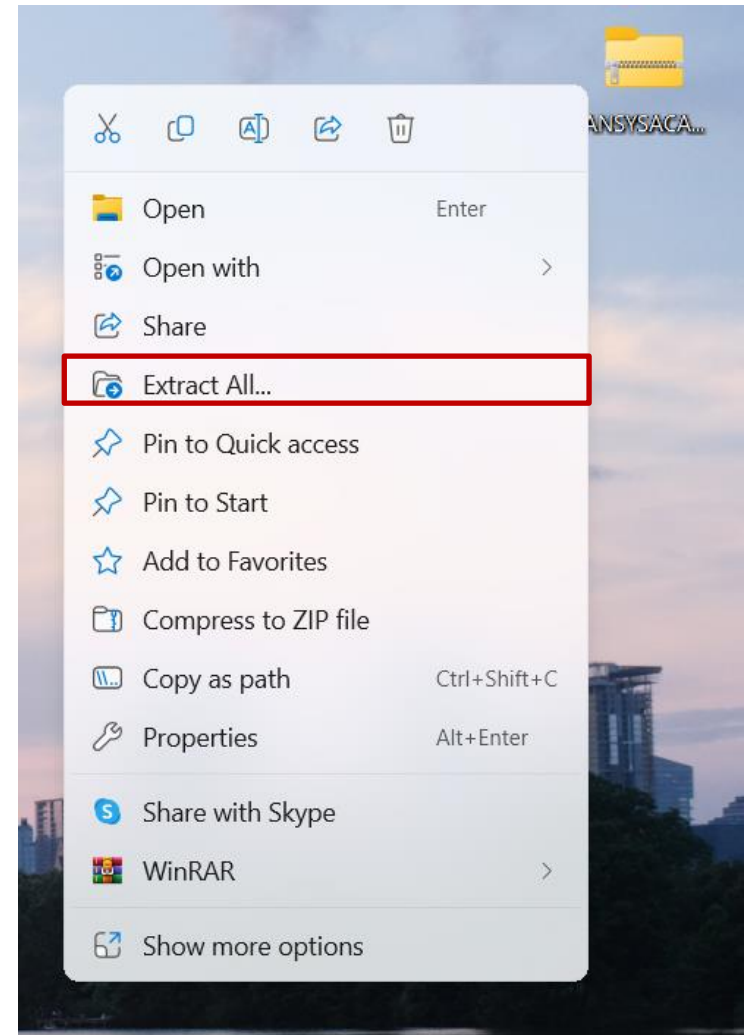 ANSYSACA...
Open Enter
Open with
Share
Extract All...
Pin to Quick access
Pin to Start
Add to Favorites
Compress to ZIP file
Copy as path Ctrl+Shift+C
Properties Alt+Enter
Share with Skype
WinRAR
Show more options